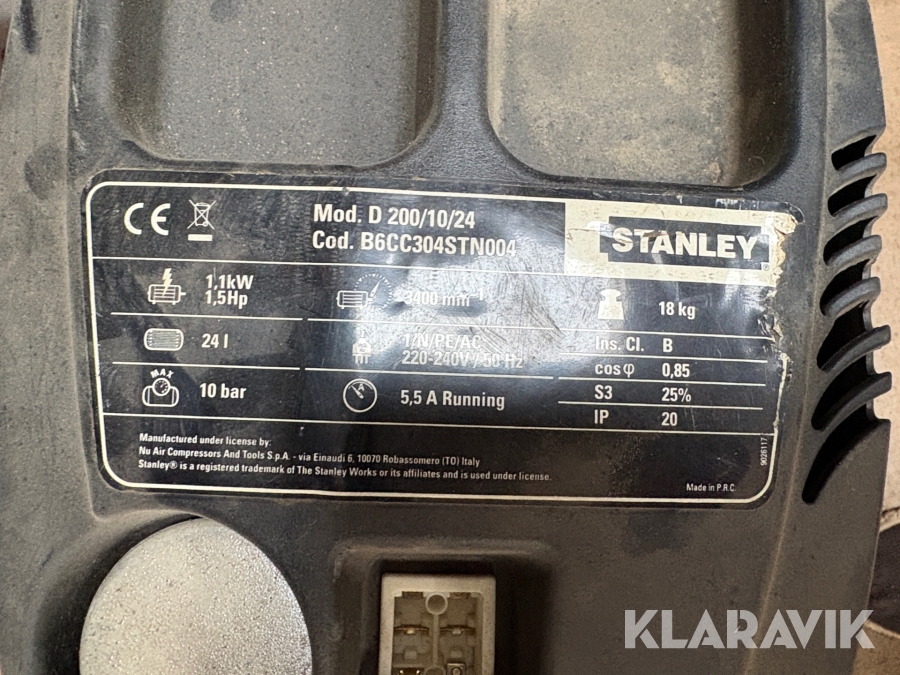 CE
Mod. D 200/10/24
Cod. B6CC304STN004
STANLEY®
1,1kW
1,5Hp
3400 mm⁻¹
18 kg
24 l
1/N/PE/AC
220-240V / 50 Hz
Ins. Cl. B
cosφ 0,85
MAX
10 bar
A
5,5 A Running
S3 25%
IP 20
Manufactured under license by:
Nu Air Compressors And Tools S.p.A. - via Einaudi 6, 10070 Robassomero (TO) Italy
Stanley® is a registered trademark of The Stanley Works or its affiliates and is used under license.
Made in P.R.C.
9026117
KLARAVIK